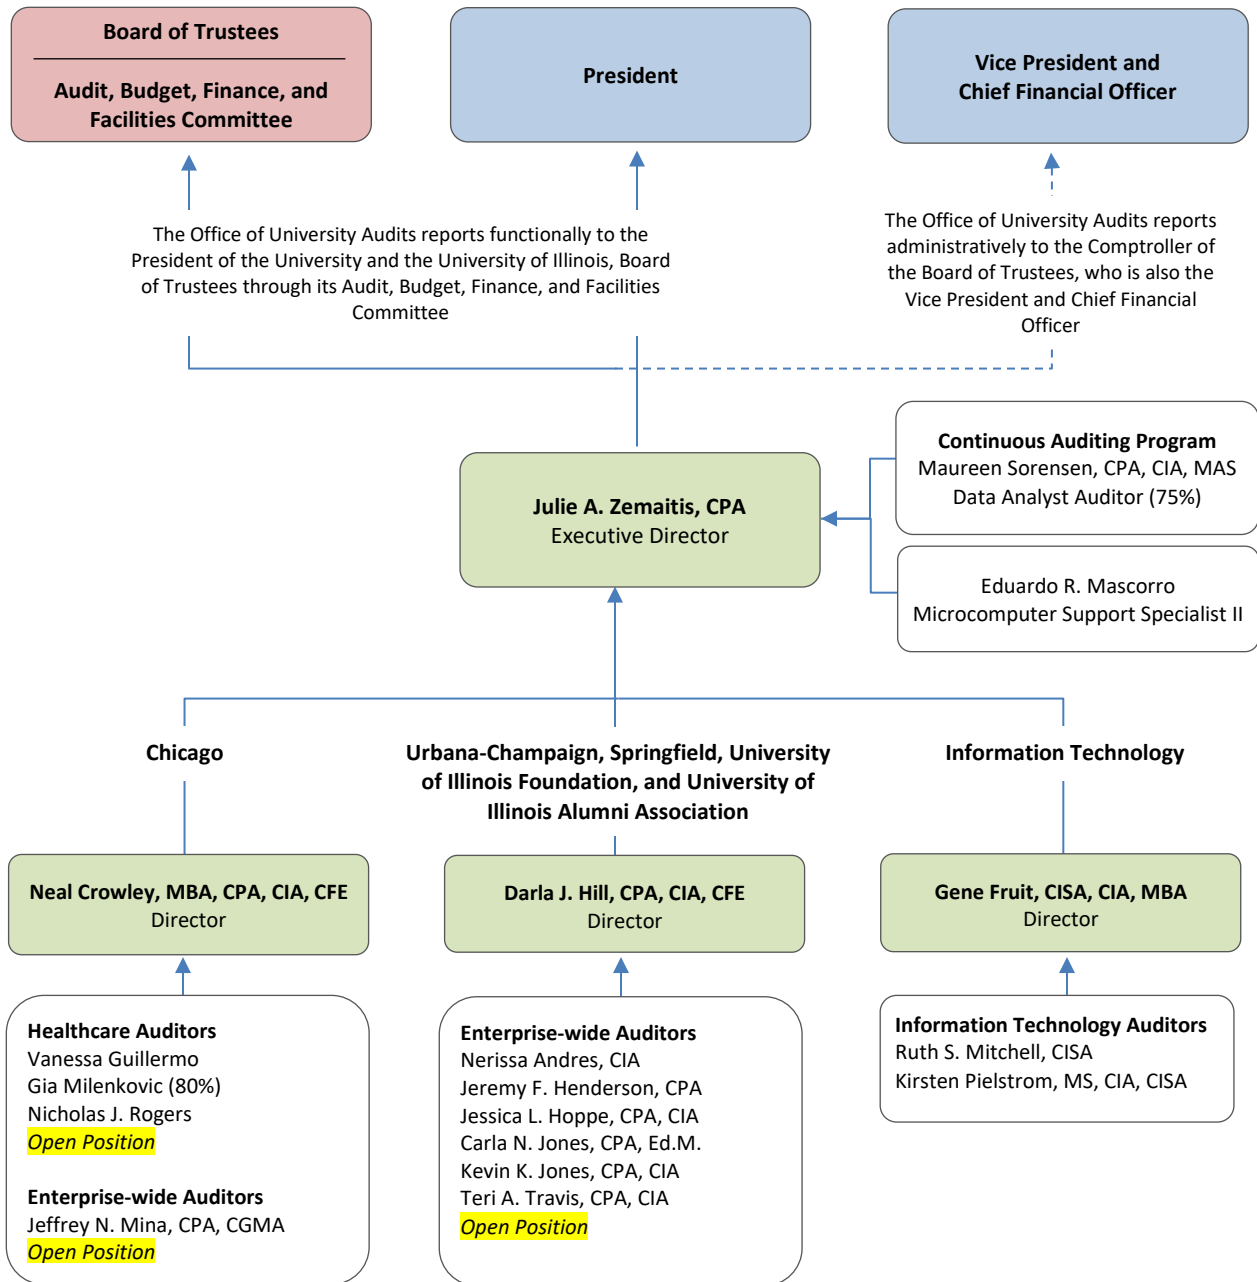 Board of Trustees
Audit, Budget, Finance, and
Facilities Committee
President
Vice President and
Chief Financial Officer
The Office of University Audits reports functionally to the
President of the University and the University of Illinois, Board
of Trustees through its Audit, Budget, Finance, and Facilities
Committee
The Office of University Audits reports
administratively to the Comptroller of
the Board of Trustees, who is also the
Vice President and Chief Financial
Officer
Julie A. Zemaitis, CPA
Executive Director
Continuous Auditing Program
Maureen Sorensen, CPA, CIA, MAS
Data Analyst Auditor (75%)
Eduardo R. Mascorro
Microcomputer Support Specialist II
Chicago
Urbana-Champaign, Springfield, University
of Illinois Foundation, and University of
Illinois Alumni Association
Information Technology
Neal Crowley, MBA, CPA, CIA, CFE
Director
Darla J. Hill, CPA, CIA, CFE
Director
Gene Fruit, CISA, CIA, MBA
Director
Healthcare Auditors
Vanessa Guillermo
Gia Milenkovic (80%)
Nicholas J. Rogers
Open Position
Enterprise-wide Auditors
Jeffrey N. Mina, CPA, CGMA
Open Position
Enterprise-wide Auditors
Nerissa Andres, CIA
Jeremy F. Henderson, CPA
Jessica L. Hoppe, CPA, CIA
Carla N. Jones, CPA, Ed.M.
Kevin K. Jones, CPA, CIA
Teri A. Travis, CPA, CIA
Open Position
Information Technology Auditors
Ruth S. Mitchell, CISA
Kirsten Pielstrom, MS, CIA, CISA